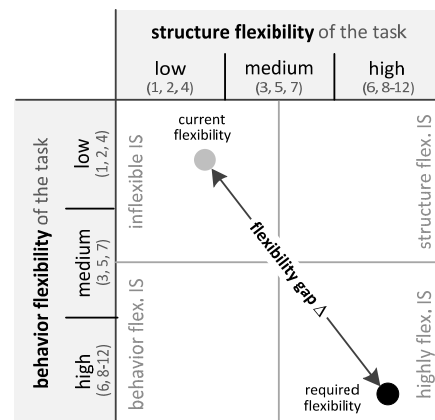 structure flexibility of the task
low
(1, 2, 4)
medium
(3, 5, 7)
high
(6, 8-12)
behavior flexibility of the task
low
(1, 2, 4)
medium
(3, 5, 7)
high
(6, 8-12)
inflexible IS
current
flexibility
structure flex. IS
flexibility gap Δ
behavior flex. IS
required
flexibility
highly flex. IS